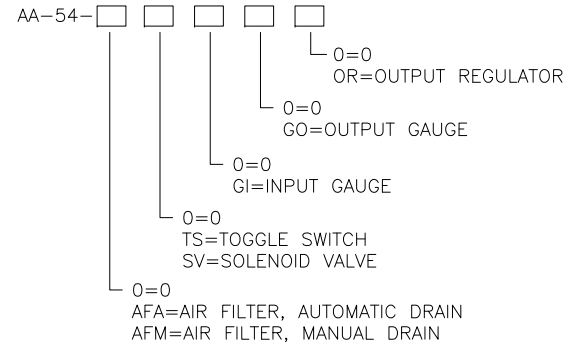 AA-54-
0=0
OR=OUTPUT REGULATOR
0=0
GO=OUTPUT GAUGE
0=0
GI=INPUT GAUGE
0=0
TS=TOGGLE SWITCH
SV=SOLENOID VALVE
0=0
AFA=AIR FILTER, AUTOMATIC DRAIN
AFM=AIR FILTER, MANUAL DRAIN